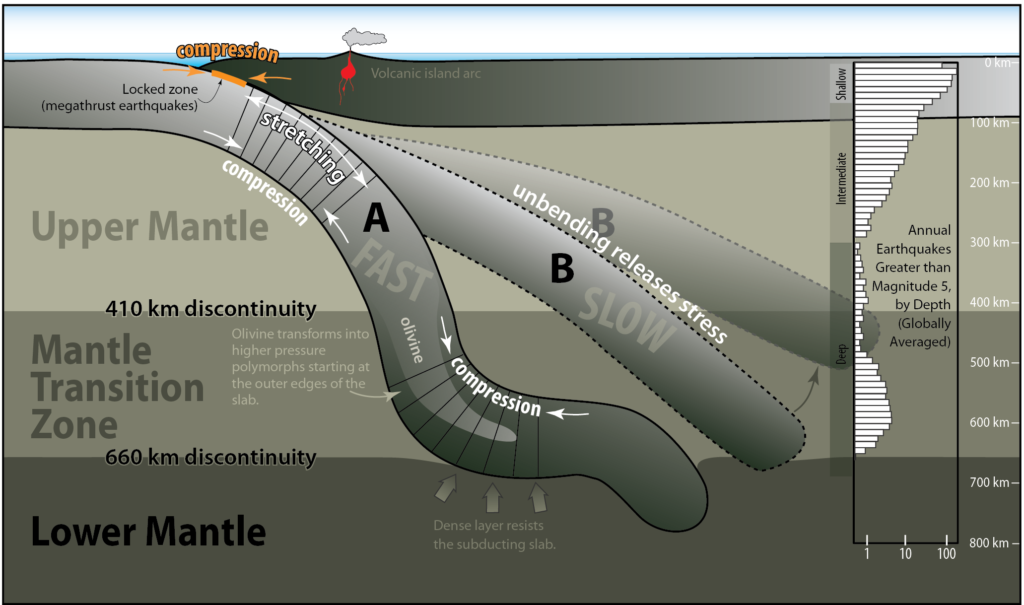 compression
Locked zone
(megathrust earthquakes)
Volcanic island arc
stretching
compression
A
FAST
olivine
compression
B
B
unbending releases stress
SLOW
Upper Mantle
410 km discontinuity
Olivine transforms into
higher pressure
polymorphs starting at
the outer edges of the
slab.
Mantle
Transition
Zone
660 km discontinuity
Lower Mantle
Dense layer resists
the subducting slab.
Shallow
Intermediate
Deep
Annual
Earthquakes
Greater than
Magnitude 5,
by Depth
(Globally
Averaged)
0 km
100 km
200 km
300 km
400 km
500 km
600 km
700 km
800 km
1 10 100